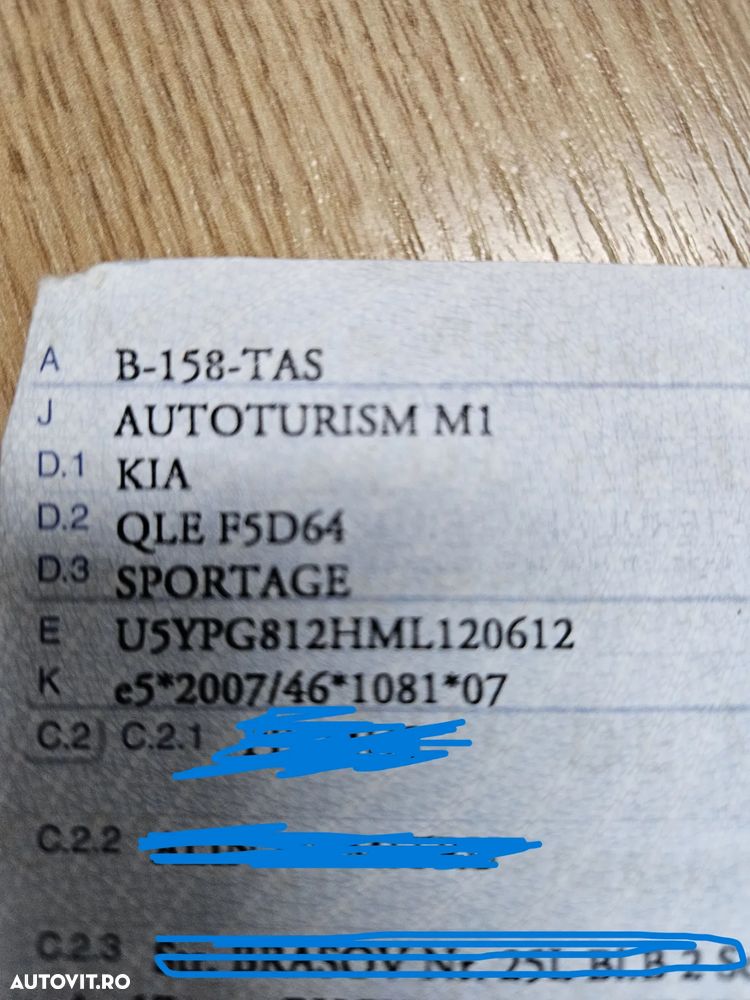 A B-158-TAS
J AUTOTURISM M1
D.1 KIA
D.2 QLE F5D64
D.3 SPORTAGE
E U5YPG812HML120612
K e5*2007/46*1081*07
C.2 C.2.1
C.2.2
C.2.3
AUTOVIT.RO